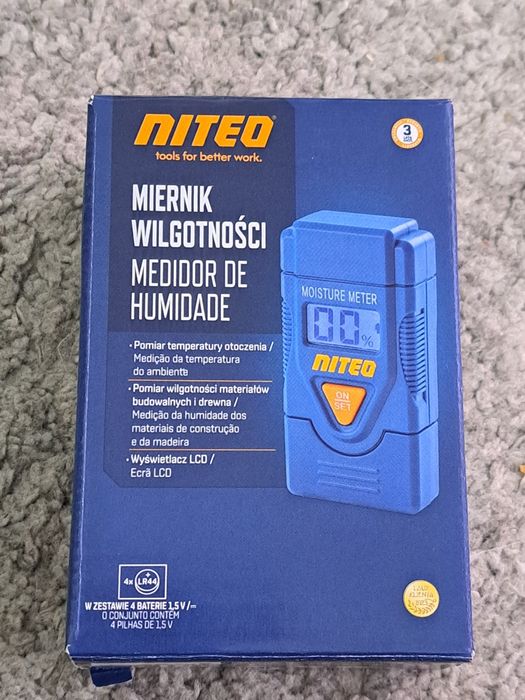 NITEO
tools for better work.
3
MIERNIK
WILGOTNOŚCI
MEDIDOR DE
HUMIDADE
• Pomiar temperatury otoczenia /
Medição da temperatura
do ambiente
• Pomiar wilgotności materiałów
budowalnych i drewna /
Medição da humidade dos
materiais de construção
e da madeira
• Wyświetlacz LCD /
Ecrã LCD
MOISTURE METER
00%
NITEO
ON
SET
4x LR44
W ZESTAWIE 4 BATERIE 1,5 V/
O CONJUNTO CONTÉM
4 PILHAS DE 1,5 V